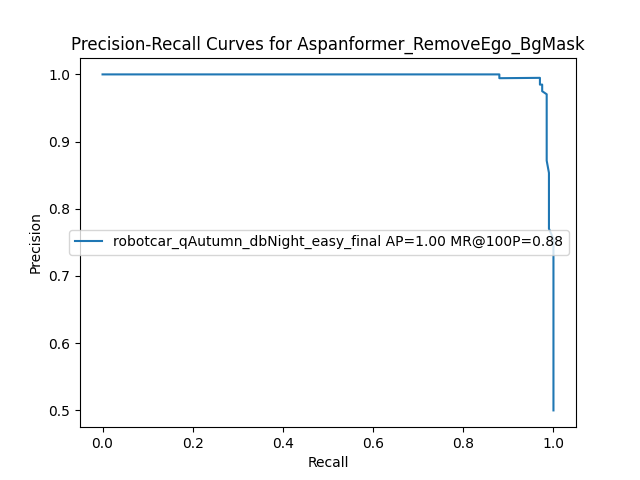 Precision-Recall Curves for Aspanformer_RemoveEgo_BgMask
1.0
0.9
0.8
0.7
0.6
0.5
Precision
robotcar_qAutumn_dbNight_easy_final AP=1.00 MR@100P=0.88
0.0 0.2 0.4 0.6 0.8 1.0
Recall